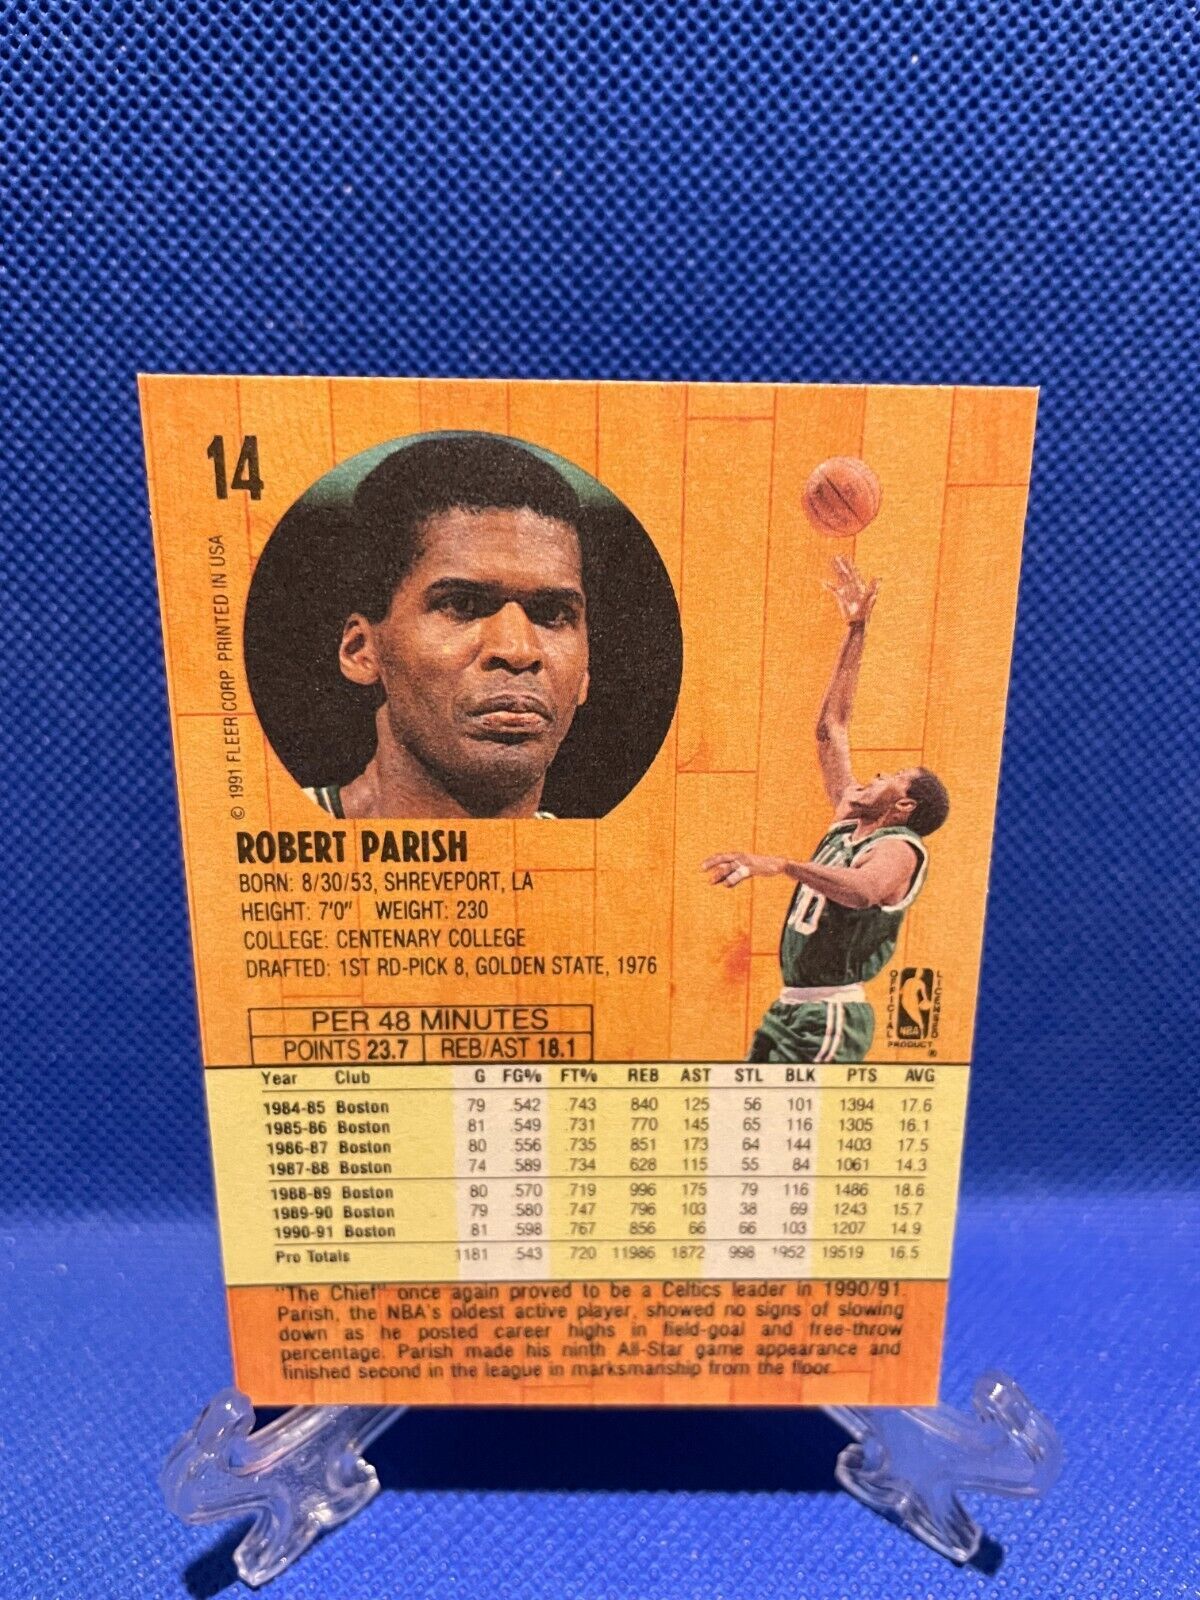 14
© 1991 FLEER CORP. PRINTED IN USA
ROBERT PARISH
BORN: 8/30/53, SHREVEPORT, LA
HEIGHT: 7'0" WEIGHT: 230
COLLEGE: CENTENARY COLLEGE
DRAFTED: 1ST RD-PICK 8, GOLDEN STATE, 1976
00
OFFICIAL LICENSED
NBA
PRODUCT ®
PER 48 MINUTES
POINTS 23.7 REB/AST 18.1
Year Club G FG% FT% REB AST STL BLK PTS AVG
1984-85 Boston 79 .542 .743 840 125 56 101 1394 17.6
1985-86 Boston 81 .549 .731 770 145 65 116 1305 16.1
1986-87 Boston 80 .556 .735 851 173 64 144 1403 17.5
1987-88 Boston 74 .589 .734 628 115 55 84 1061 14.3
1988-89 Boston 80 .570 .719 996 175 79 116 1486 18.6
1989-90 Boston 79 .580 .747 796 103 38 69 1243 15.7
1990-91 Boston 81 .598 .767 856 66 66 103 1207 14.9
Pro Totals 1181 .543 .720 11986 1872 998 1952 19519 16.5
"The Chief" once again proved to be a Celtics leader in 1990/91.
Parish, the NBA's oldest active player, showed no signs of slowing
down as he posted career highs in field-goal and free-throw
percentage. Parish made his ninth All-Star game appearance and
finished second in the league in marksmanship from the floor.